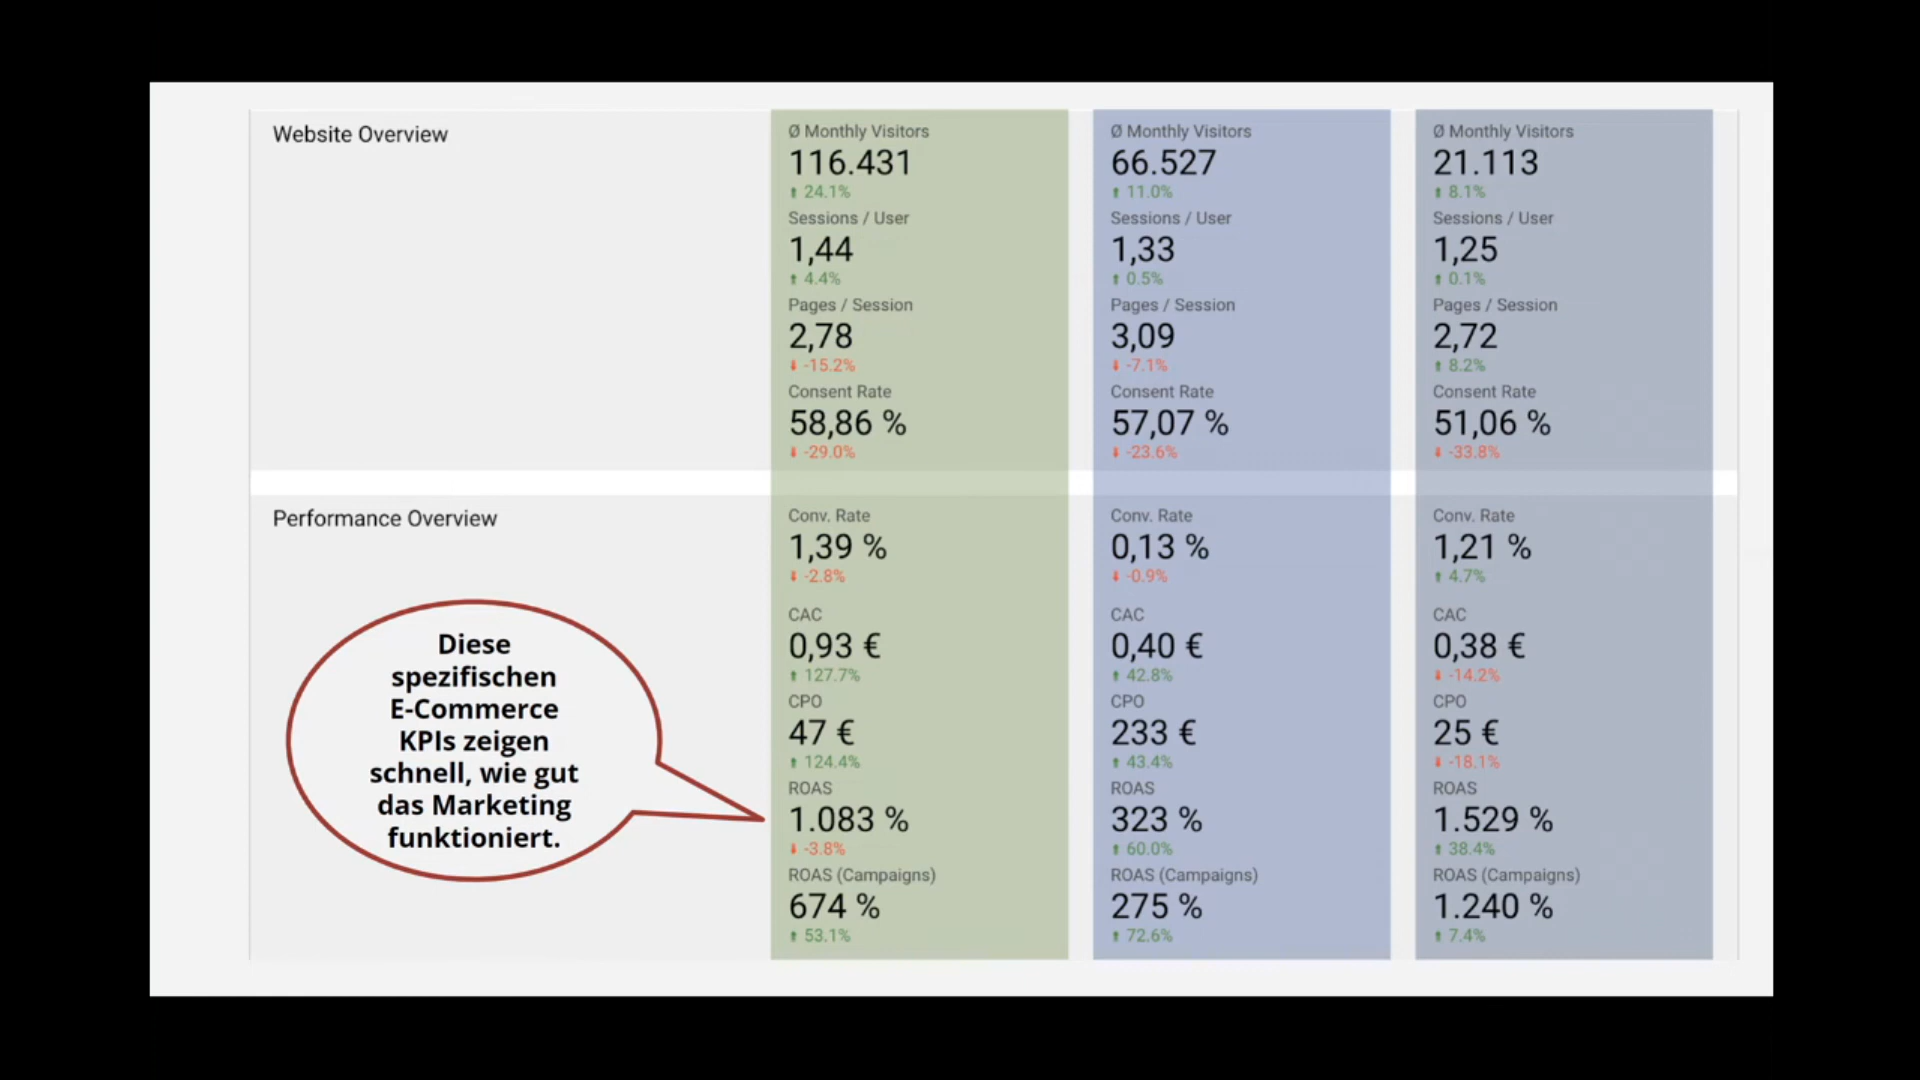 Website Overview
Ø Monthly Visitors
116.431
24.1%
Sessions / User
1,44
4.4%
Pages / Session
2,78
-15.2%
Consent Rate
58,86 %
-29.0%
Ø Monthly Visitors
66.527
11.0%
Sessions / User
1,33
0.5%
Pages / Session
3,09
-7.1%
Consent Rate
57,07 %
-23.6%
Ø Monthly Visitors
21.113
8.1%
Sessions / User
1,25
0.1%
Pages / Session
2,72
8.2%
Consent Rate
51,06 %
-33.8%
Performance Overview
Diese
spezifischen
E-Commerce
KPIs zeigen
schnell, wie gut
das Marketing
funktioniert.
Conv. Rate
1,39 %
-2.8%
CAC
0,93 €
127.7%
CPO
47 €
124.4%
ROAS
1.083 %
-3.8%
ROAS (Campaigns)
674 %
53.1%
Conv. Rate
0,13 %
-0.9%
CAC
0,40 €
42.8%
CPO
233 €
43.4%
ROAS
323 %
60.0%
ROAS (Campaigns)
275 %
72.6%
Conv. Rate
1,21 %
4.7%
CAC
0,38 €
-14.2%
CPO
25 €
-18.1%
ROAS
1.529 %
38.4%
ROAS (Campaigns)
1.240 %
7.4%